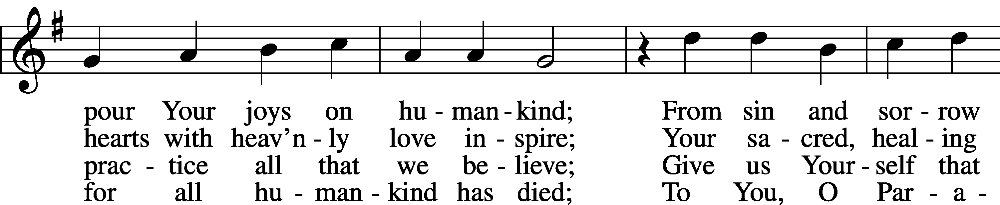 pour Your joys on hu - man - kind; From sin and sor - row
hearts with heav’n - ly love in - spire; Your sa - cred, heal - ing
prac - tice all that we be - lieve; Give us Your - self that
for all hu - man - kind has died; To You, O Par - a -